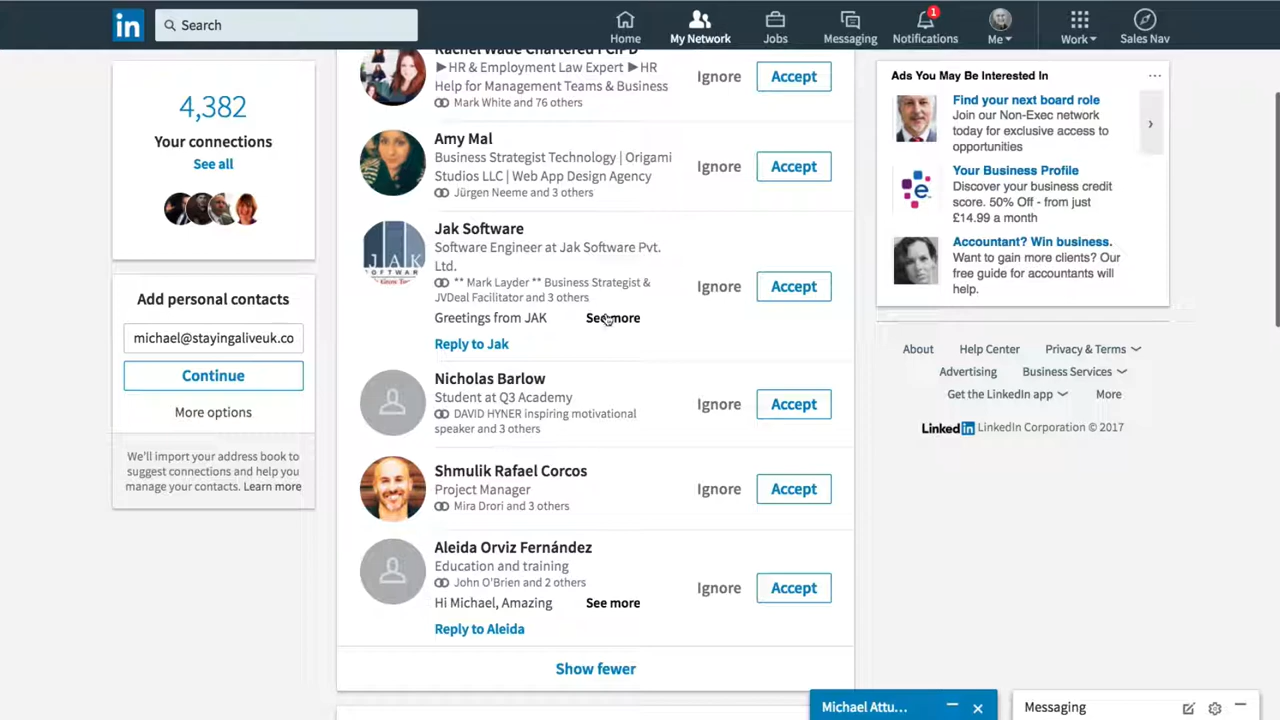 in
Search
Home
My Network
Jobs
Messaging
1
Notifications
Me
Work
Sales Nav
4,382
Your connections
See all
Add personal contacts
michael@stayingaliveuk.co
Continue
More options
We'll import your address book to
suggest connections and help you
manage your contacts. Learn more
Rachel Wade Chartered FCIPD
►HR & Employment Law Expert ►HR
Help for Management Teams & Business
Mark White and 76 others
Ignore
Accept
Amy Mal
Business Strategist Technology | Origami
Studios LLC | Web App Design Agency
Jürgen Neeme and 3 others
Ignore
Accept
JAK
SOFTWAR
Jak Software
Software Engineer at Jak Software Pvt.
Ltd.
** Mark Layder ** Business Strategist &
JVDeal Facilitator and 3 others
Greetings from JAK
See more
Reply to Jak
Ignore
Accept
Nicholas Barlow
Student at Q3 Academy
DAVID HYNER inspiring motivational
speaker and 3 others
Ignore
Accept
Shmulik Rafael Corcos
Project Manager
Mira Drori and 3 others
Ignore
Accept
Aleida Orviz Fernández
Education and training
John O'Brien and 2 others
Hi Michael, Amazing
See more
Reply to Aleida
Ignore
Accept
Show fewer
Ads You May Be Interested In
Find your next board role
Join our Non-Exec network
today for exclusive access to
opportunities
Your Business Profile
Discover your business credit
score. 50% Off - from just
£14.99 a month
Accountant? Win business.
Want to gain more clients? Our
free guide for accountants will
help.
About
Help Center
Privacy & Terms
Advertising
Business Services
Get the LinkedIn app
More
Linked in LinkedIn Corporation © 2017
Michael Attu...
Messaging